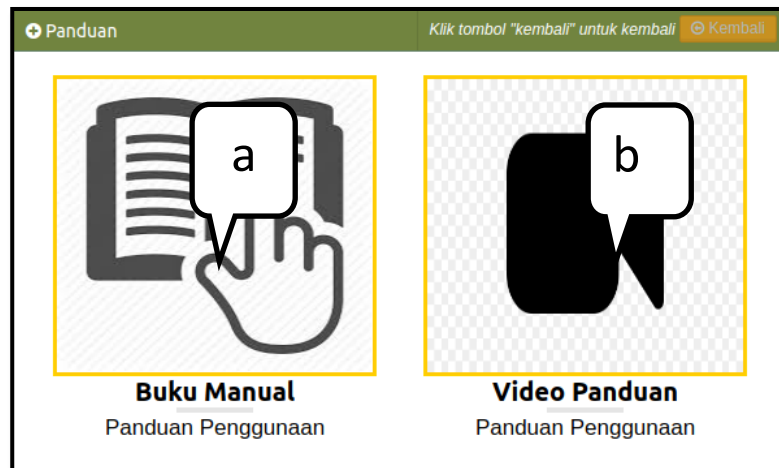 Panduan
Klik tombol "kembali" untuk kembali
Kembali
a
b
Buku Manual
Panduan Penggunaan
Video Panduan
Panduan Penggunaan